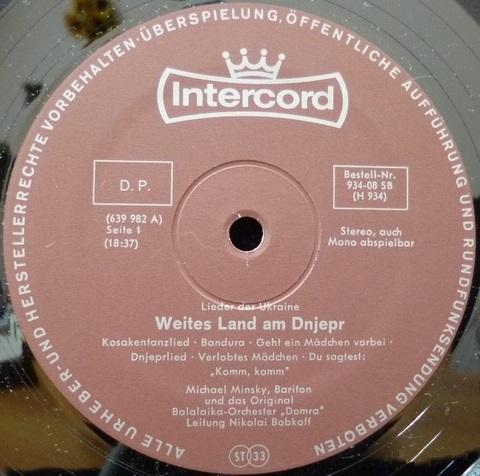 ALLE URHEBER- UND HERSTELLERRECHTE VORBEHALTEN · ÜBERSPIELUNG, ÖFFENTLICHE AUFFÜHRUNG UND RUNDFUNKSENDUNG VERBOTEN
Intercord
D. P.
(639 982 A)
Seite 1
(18:37)
Bestell-Nr.
934-08 SB
(H 934)
Stereo, auch
Mono abspielbar
Lieder der Ukraine
Weites Land am Dnjepr
Kosakentanzlied · Bandura · Geht ein Mädchen vorbei ·
Dnjeprlied · Verlobtes Mädchen · Du sagtest:
„Komm, komm"
Michael Minsky, Bariton
und das Original
Balalaika-Orchester „Domra"
Leitung Nikolai Bobkoff
ST 33